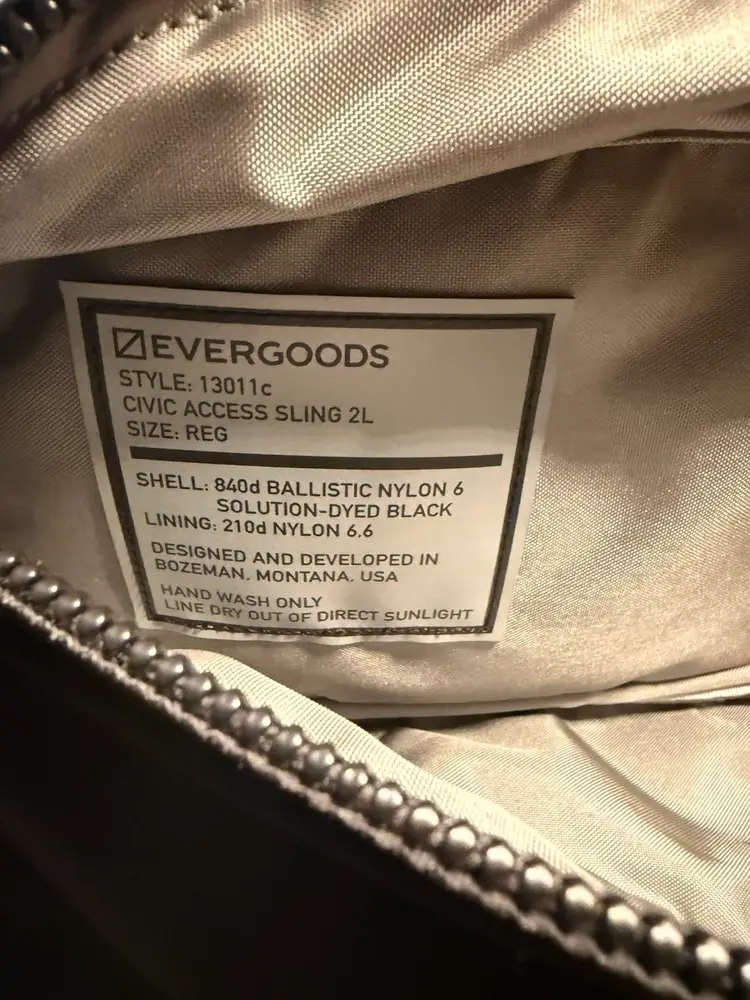 EVERGOODS
STYLE: 13011c
CIVIC ACCESS SLING 2L
SIZE: REG
SHELL: 840d BALLISTIC NYLON 6
SOLUTION-DYED BLACK
LINING: 210d NYLON 6.6
DESIGNED AND DEVELOPED IN
BOZEMAN, MONTANA, USA
HAND WASH ONLY
LINE DRY OUT OF DIRECT SUNLIGHT